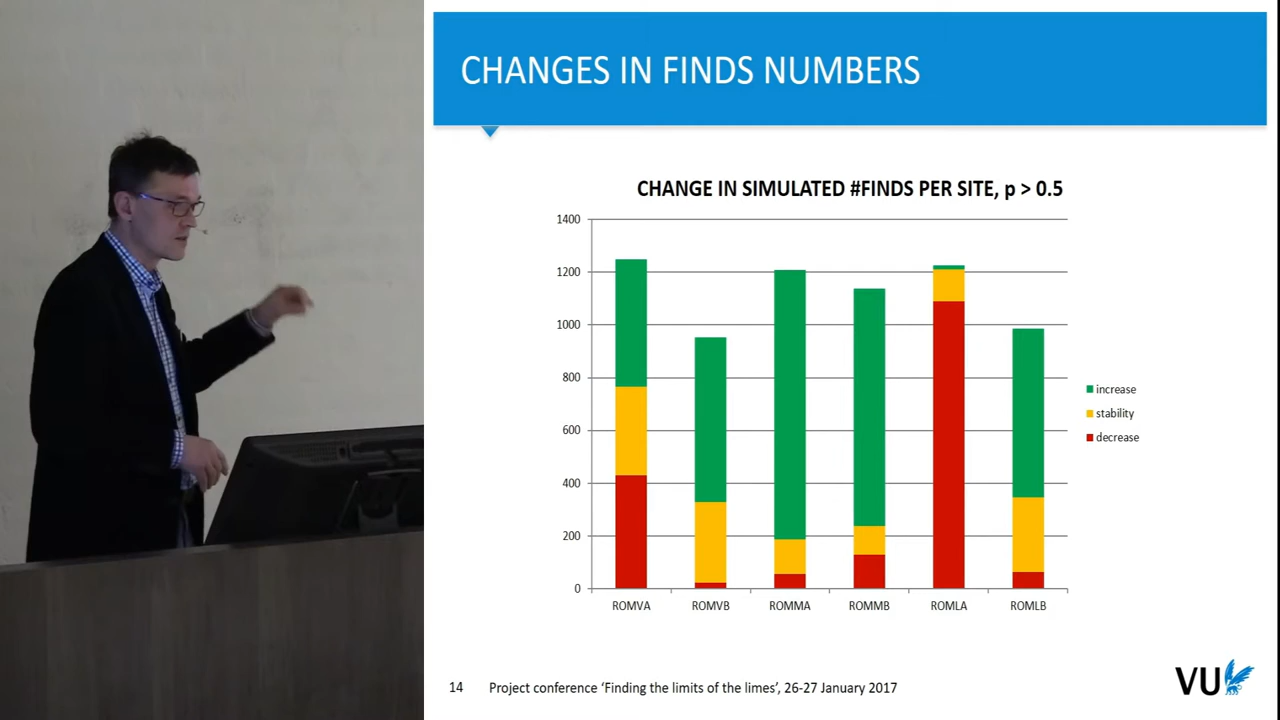 CHANGES IN FINDS NUMBERS
CHANGE IN SIMULATED #FINDS PER SITE, p > 0.5
1400
1200
1000
800
600
400
200
0
ROMVA ROMVB ROMMA ROMMB ROMLA ROMLB
increase
stability
decrease
14 Project conference ‘Finding the limits of the limes’, 26-27 January 2017
VU